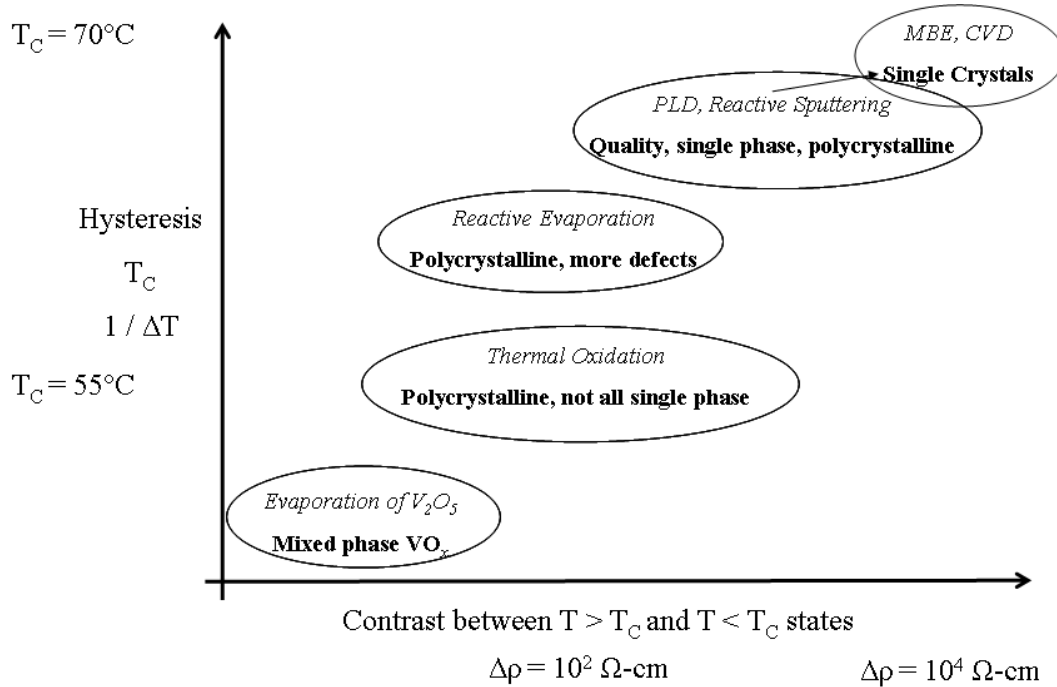 T_C = 70°C
MBE, CVD
Single Crystals
PLD, Reactive Sputtering
Quality, single phase, polycrystalline
Hysteresis
T_C
1 / ΔT
Reactive Evaporation
Polycrystalline, more defects
T_C = 55°C
Thermal Oxidation
Polycrystalline, not all single phase
Evaporation of V₂O₅
Mixed phase VOₓ
Contrast between T > T_C and T < T_C states
Δρ = 10² Ω-cm
Δρ = 10⁴ Ω-cm